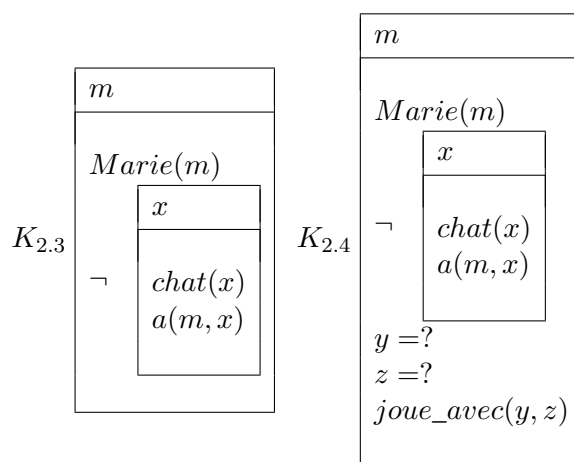 m
Marie(m)
x
K2.3
¬
chat(x)
a(m, x)
m
Marie(m)
x
K2.4
¬
chat(x)
a(m, x)
y =?
z =?
joue_avec(y, z)